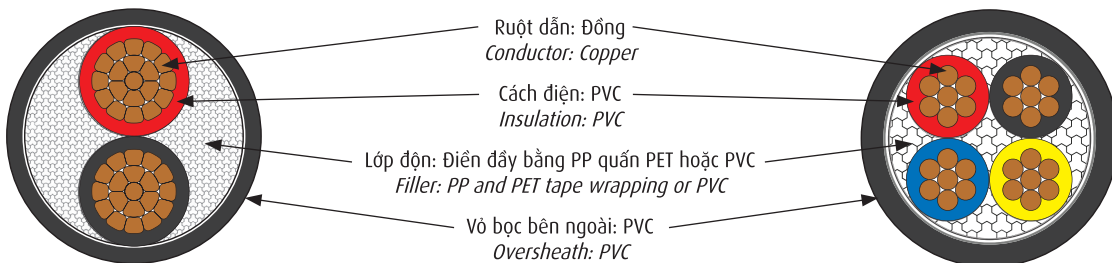 Ruột dẫn: Đồng
Conductor: Copper
Cách điện: PVC
Insulation: PVC
Lớp độn: Điền đầy bằng PP quấn PET hoặc PVC
Filler: PP and PET tape wrapping or PVC
Vỏ bọc bên ngoài: PVC
Oversheath: PVC